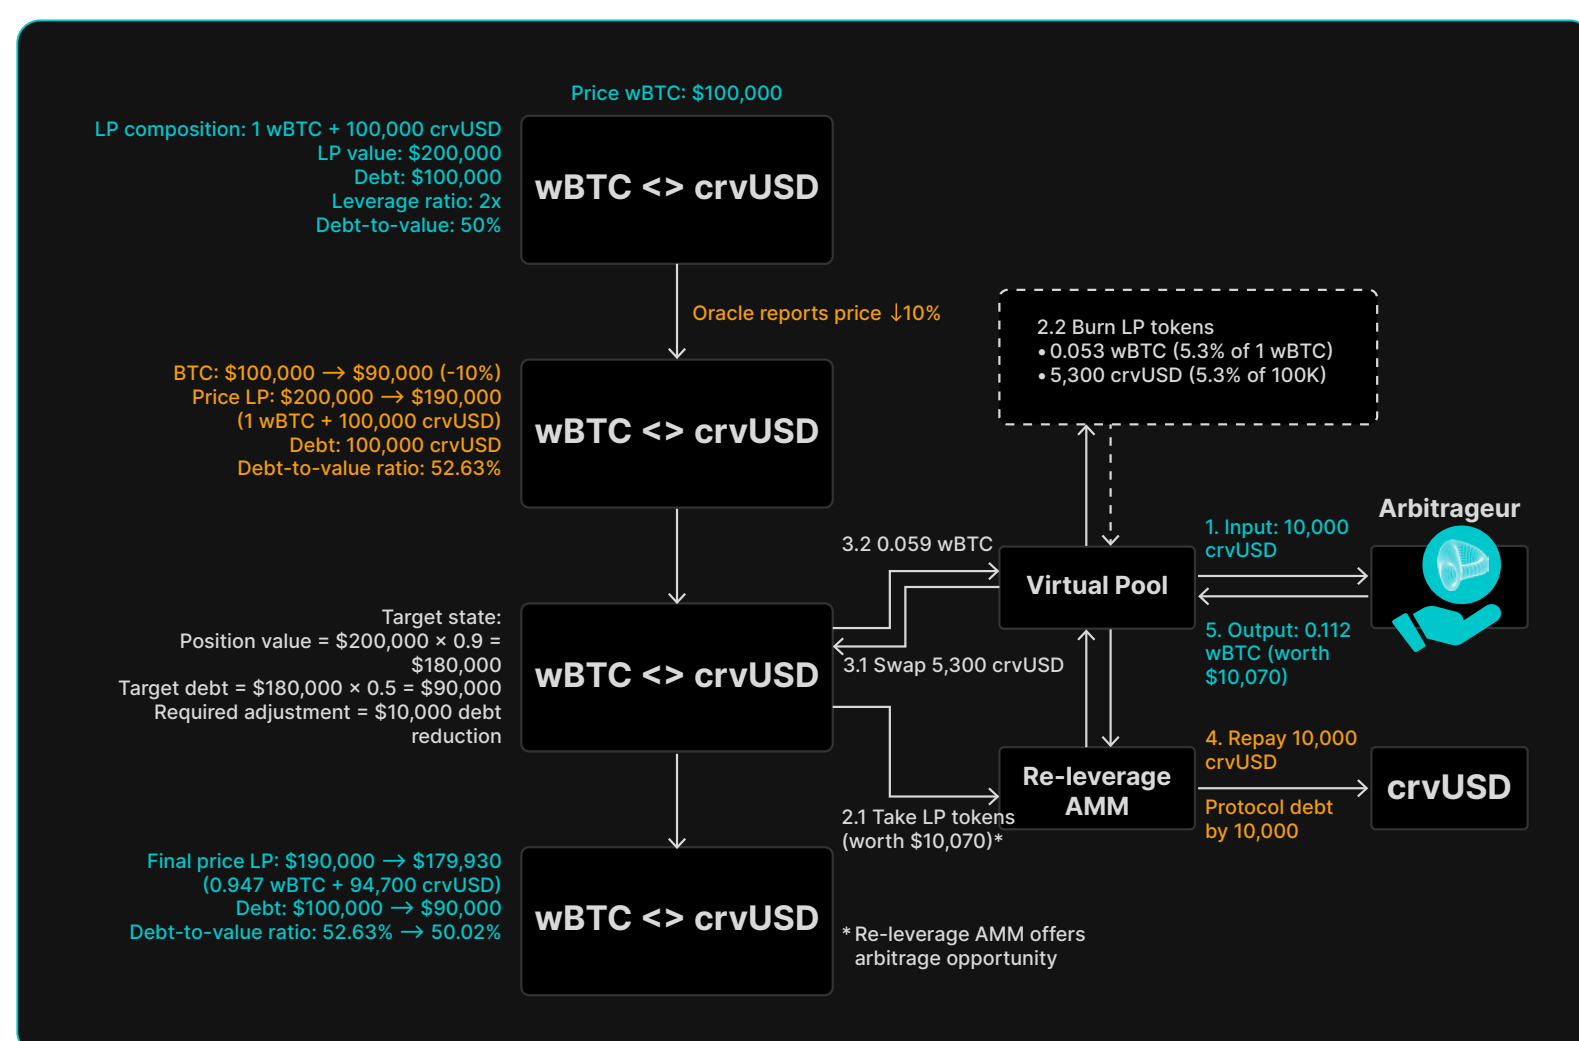 Price wBTC: $100,000
LP composition: 1 wBTC + 100,000 crvUSD
LP value: $200,000
Debt: $100,000
Leverage ratio: 2x
Debt-to-value: 50%
wBTC <> crvUSD
Oracle reports price ↓10%
BTC: $100,000 → $90,000 (-10%)
Price LP: $200,000 → $190,000
(1 wBTC + 100,000 crvUSD)
Debt: 100,000 crvUSD
Debt-to-value ratio: 52.63%
wBTC <> crvUSD
2.2 Burn LP tokens
• 0.053 wBTC (5.3% of 1 wBTC)
• 5,300 crvUSD (5.3% of 100K)
Arbitrageur
1. Input: 10,000
crvUSD
3.2 0.059 wBTC
Virtual Pool
5. Output: 0.112
wBTC (worth
$10,070)
3.1 Swap 5,300 crvUSD
Target state:
Position value = $200,000 × 0.9 =
$180,000
Target debt = $180,000 × 0.5 = $90,000
Required adjustment = $10,000 debt
reduction
wBTC <> crvUSD
Re-leverage
AMM
4. Repay 10,000
crvUSD
Protocol debt
by 10,000
crvUSD
2.1 Take LP tokens
(worth $10,070)*
Final price LP: $190,000 → $179,930
(0.947 wBTC + 94,700 crvUSD)
Debt: $100,000 → $90,000
Debt-to-value ratio: 52.63% → 50.02%
wBTC <> crvUSD
* Re-leverage AMM offers
arbitrage opportunity